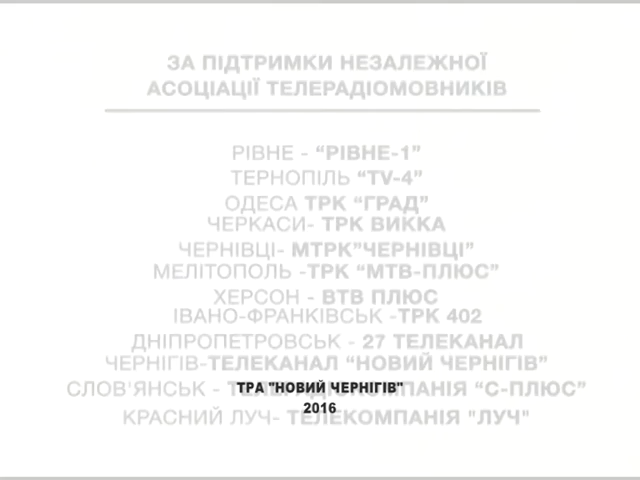 ЗА ПІДТРИМКИ НЕЗАЛЕЖНОЇ
АСОЦІАЦІЇ ТЕЛЕРАДІОМОВНИКІВ
РІВНЕ - “РІВНЕ-1”
ТЕРНОПІЛЬ “TV-4”
ОДЕСА ТРК “ГРАД”
ЧЕРКАСИ- ТРК ВИККА
ЧЕРНІВЦІ- МТРК”ЧЕРНІВЦІ”
МЕЛІТОПОЛЬ -ТРК “МТВ-ПЛЮС”
ХЕРСОН - ВТВ ПЛЮС
ІВАНО-ФРАНКІВСЬК -ТРК 402
ДНІПРОПЕТРОВСЬК - 27 ТЕЛЕКАНАЛ
ЧЕРНІГІВ-ТЕЛЕКАНАЛ “НОВИЙ ЧЕРНІГІВ”
СЛОВ'ЯНСЬК - ТЕЛЕРАДІОКОМПАНІЯ “С-ПЛЮС”
ТРА "НОВИЙ ЧЕРНІГІВ"
2016
КРАСНИЙ ЛУЧ- ТЕЛЕКОМПАНІЯ "ЛУЧ"